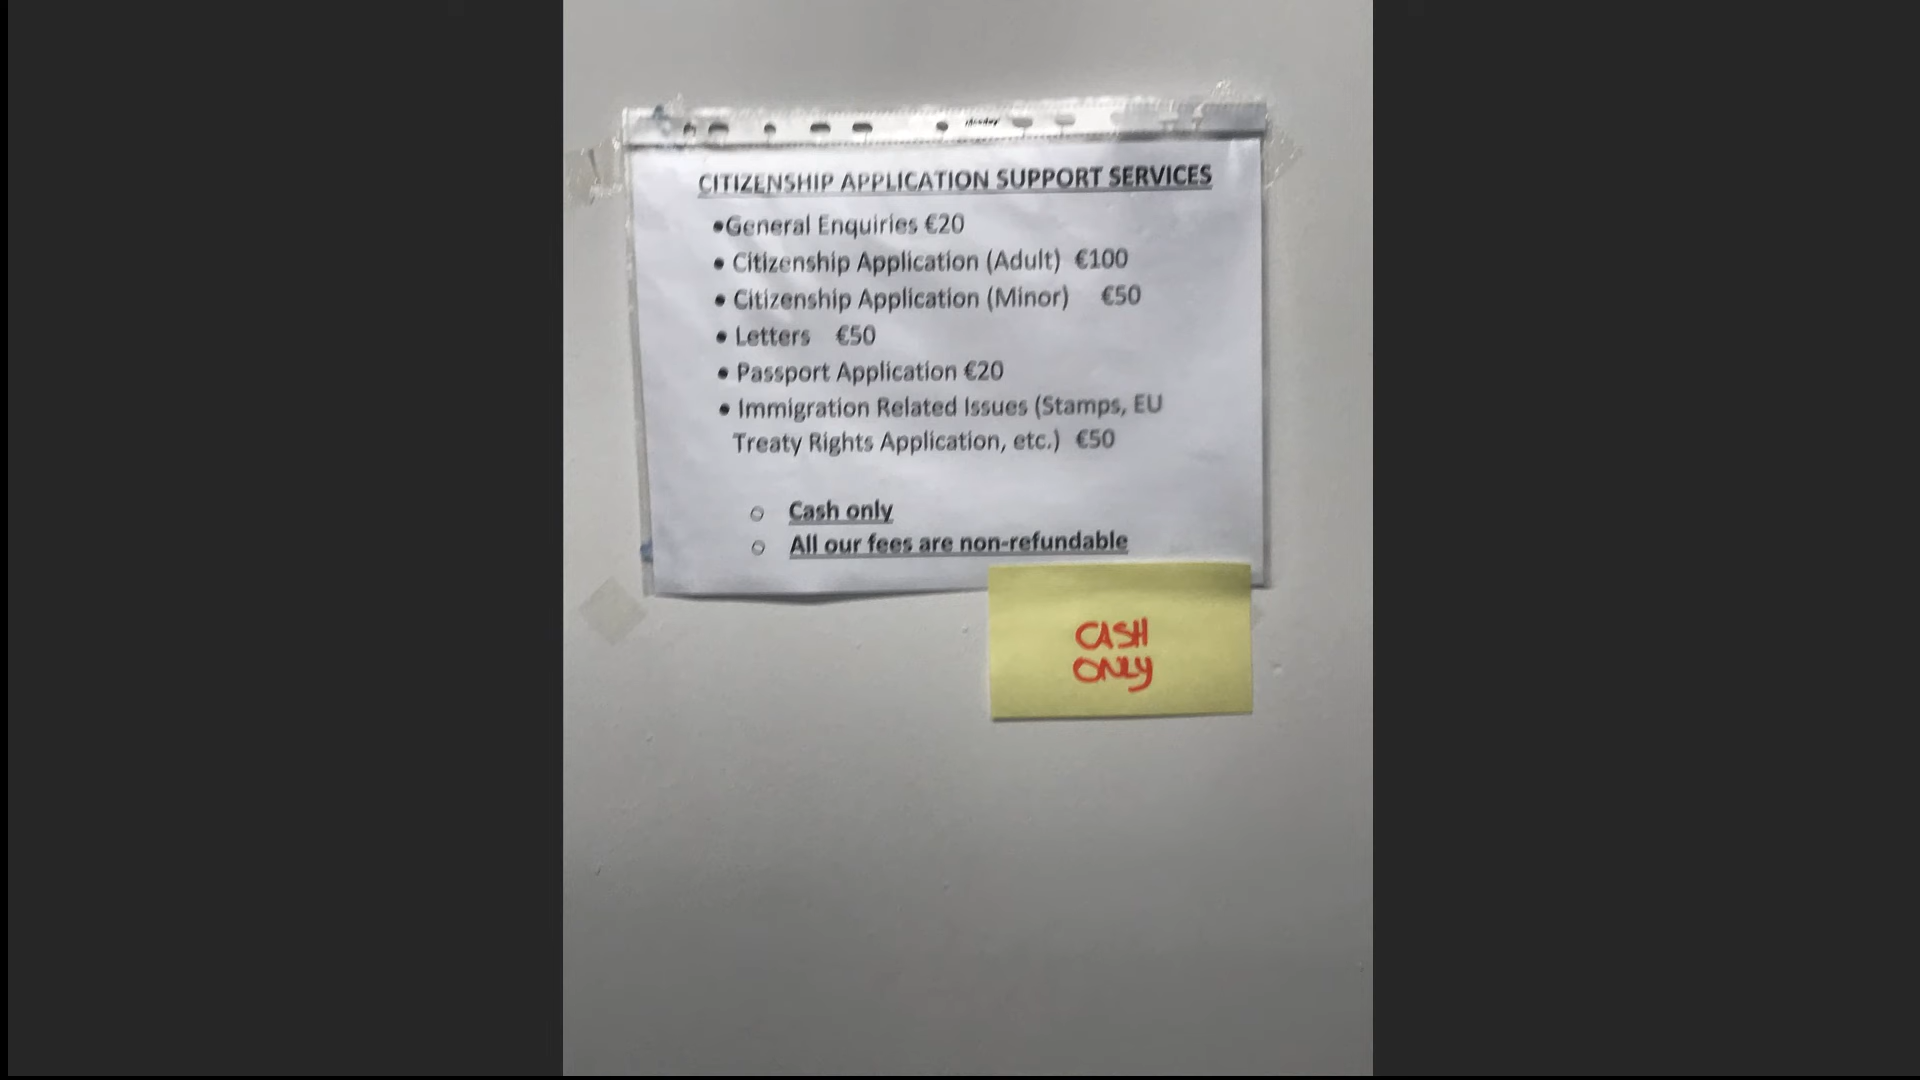 CITIZENSHIP APPLICATION SUPPORT SERVICES
•General Enquiries €20
• Citizenship Application (Adult) €100
• Citizenship Application (Minor) €50
• Letters €50
• Passport Application €20
• Immigration Related Issues (Stamps, EU
Treaty Rights Application, etc.) €50
○ Cash only
○ All our fees are non-refundable
CASH
ONLY